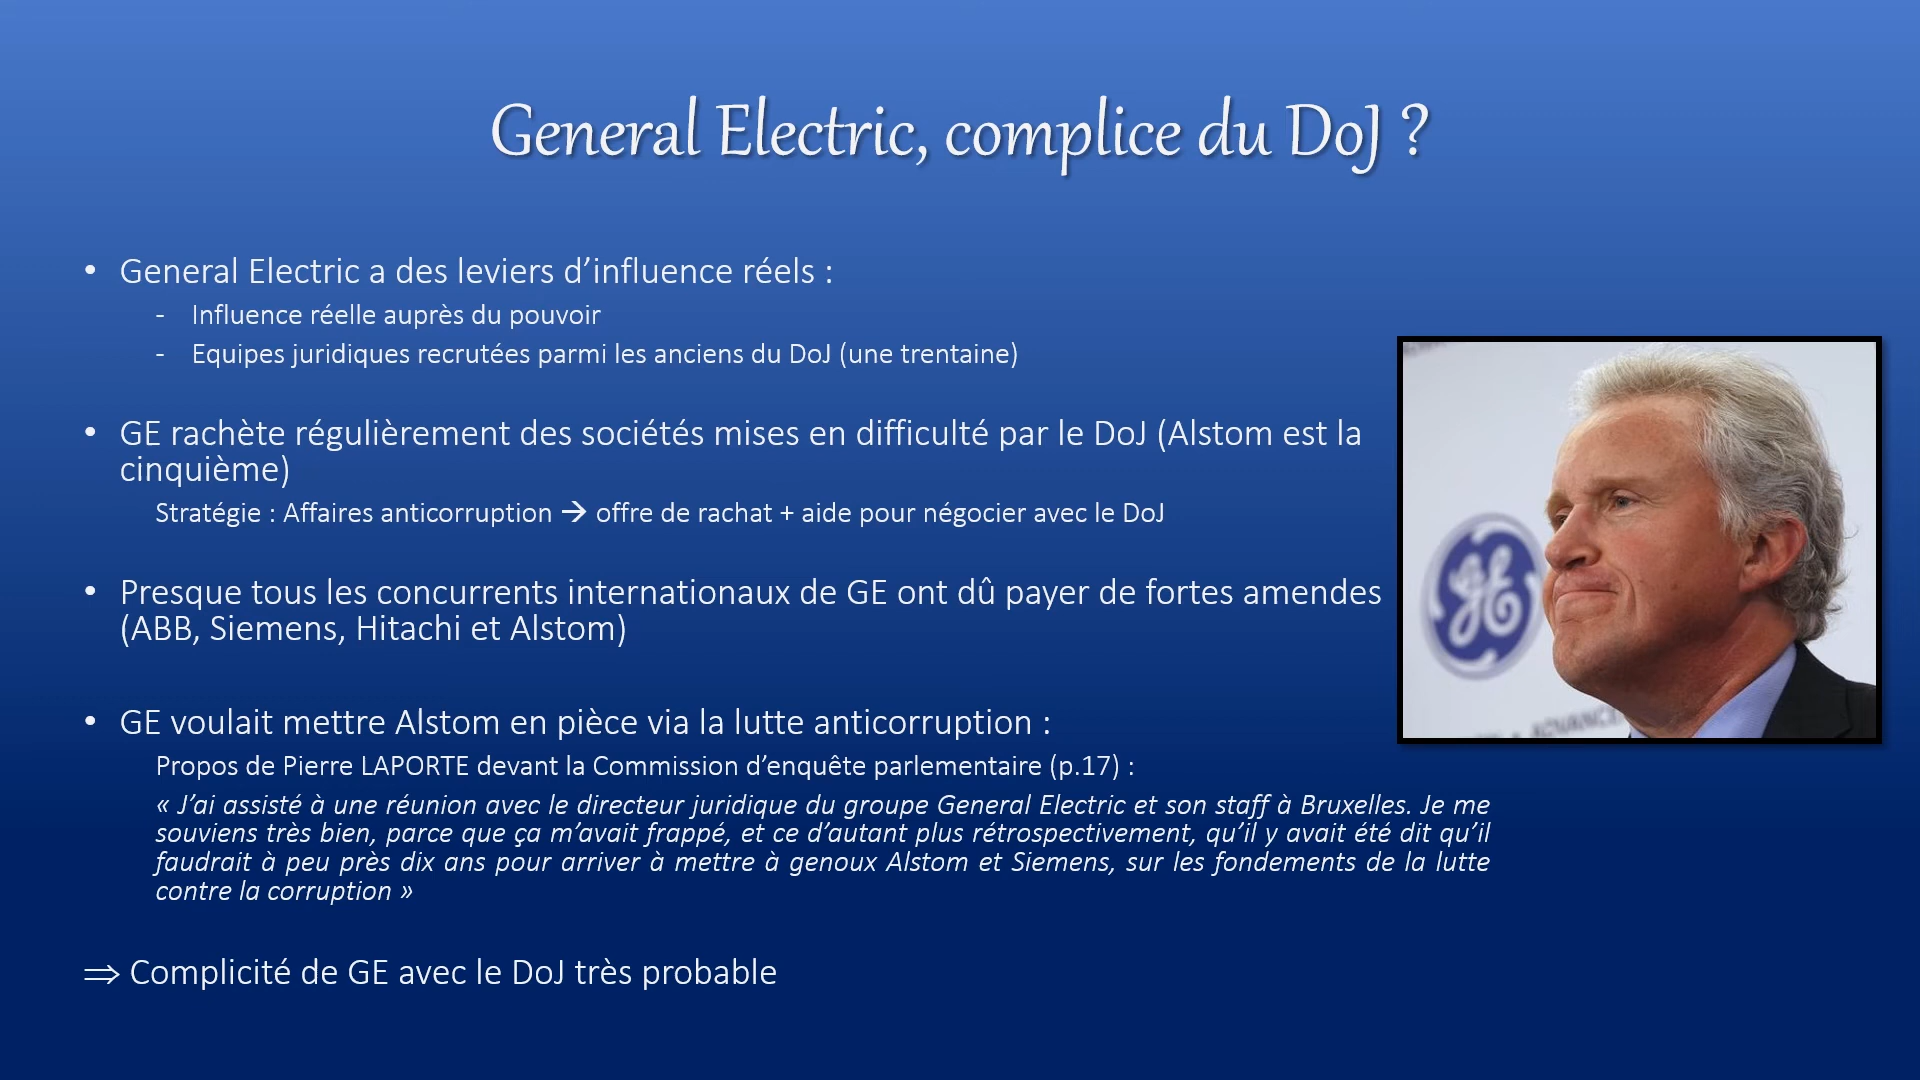 General Electric, complice du DoJ ?
• General Electric a des leviers d’influence réels :
- Influence réelle auprès du pouvoir
- Equipes juridiques recrutées parmi les anciens du DoJ (une trentaine)
• GE rachète régulièrement des sociétés mises en difficulté par le DoJ (Alstom est la
cinquième)
Stratégie : Affaires anticorruption → offre de rachat + aide pour négocier avec le DoJ
• Presque tous les concurrents internationaux de GE ont dû payer de fortes amendes
(ABB, Siemens, Hitachi et Alstom)
GE
• GE voulait mettre Alstom en pièce via la lutte anticorruption :
Propos de Pierre LAPORTE devant la Commission d’enquête parlementaire (p.17) :
« J’ai assisté à une réunion avec le directeur juridique du groupe General Electric et son staff à Bruxelles. Je me
souviens très bien, parce que ça m’avait frappé, et ce d’autant plus rétrospectivement, qu’il y avait été dit qu’il
faudrait à peu près dix ans pour arriver à mettre à genoux Alstom et Siemens, sur les fondements de la lutte
contre la corruption »
⇒ Complicité de GE avec le DoJ très probable